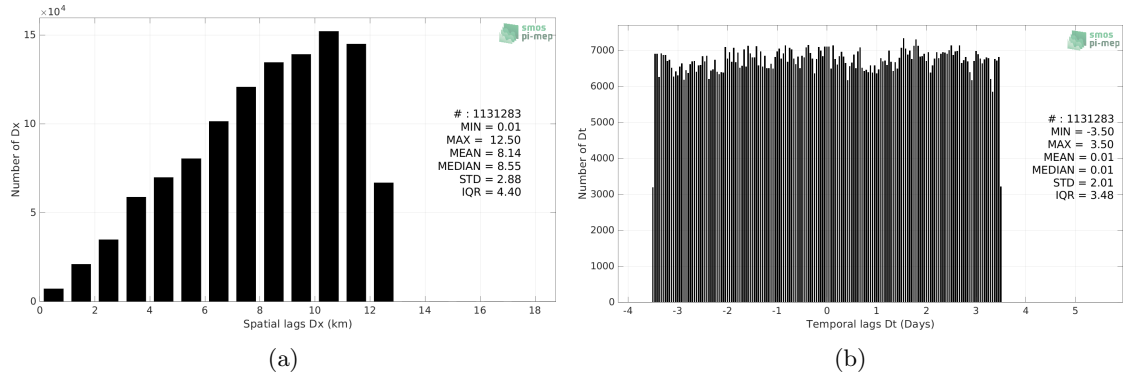 ×10⁴
15
10
5
0
0 2 4 6 8 10 12 14 16 18
Number of Dx
Spatial lags Dx (km)
smos
pi-mep
# : 1131283
MIN = 0.01
MAX = 12.50
MEAN = 8.14
MEDIAN = 8.55
STD = 2.88
IQR = 4.40
(a)
7000
6000
5000
4000
3000
2000
1000
0
-4 -3 -2 -1 0 1 2 3 4 5
Number of Dt
Temporal lags Dt (Days)
smos
pi-mep
# : 1131283
MIN = -3.50
MAX = 3.50
MEAN = 0.01
MEDIAN = 0.01
STD = 2.01
IQR = 3.48
(b)